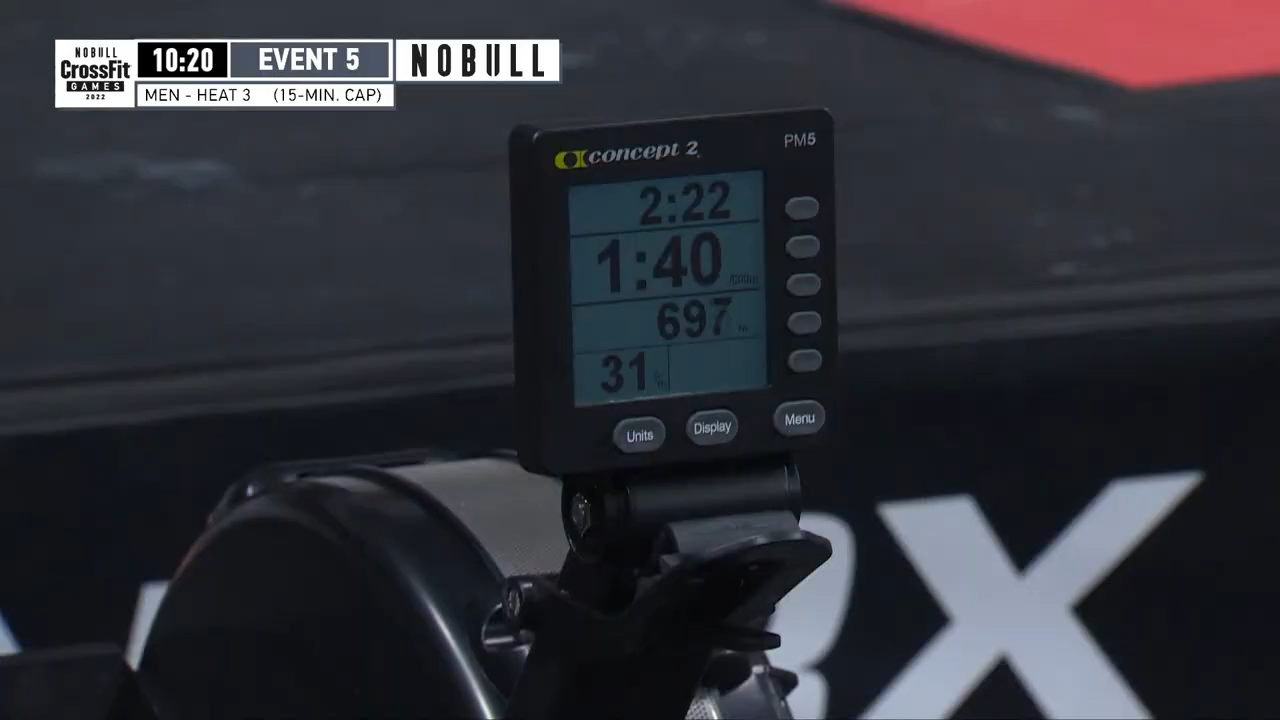 NOBULL
CrossFit
GAMES
2022
10:20
EVENT 5
NOBULL
MEN - HEAT 3 (15-MIN. CAP)
concept 2
PM5
2:22
1:40
697 m
31
Units
Display
Menu
X